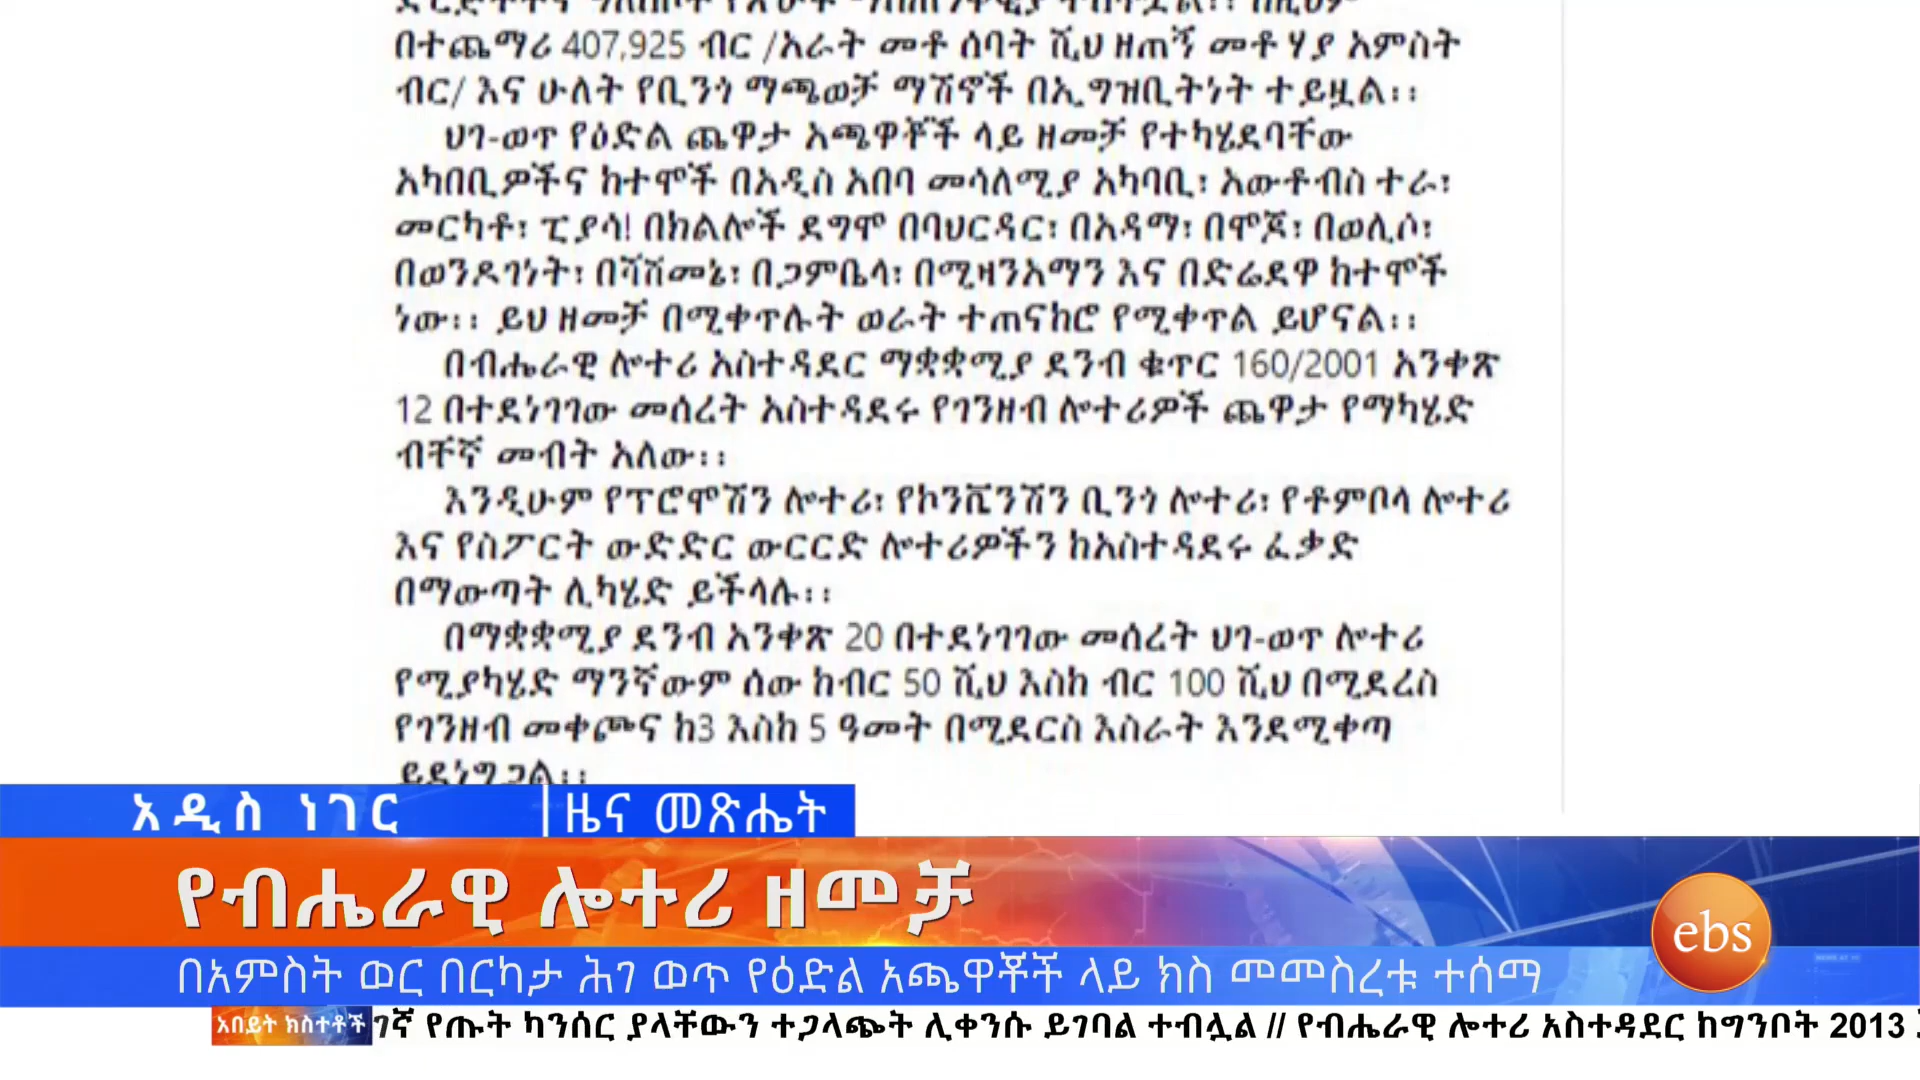 በተጨማሪ 407,925 ብር /አራት መቶ ሰባት ሺህ ዘጠኝ መቶ ሃያ አምስት
ብር/ እና ሁለት የቢንጎ ማጫወቻ ማሽኖች በኢግዝቢትነት ተይዟል፡፡
ህገ-ወጥ የዕድል ጨዋታ አጫዋቾች ላይ ዘመቻ የተካሄደባቸው
አካበቢዎችና ከተሞች በአዲስ አበባ መሳለሚያ አካባቢ፣ አውቶብስ ተራ፣
መርካቶ፣ ፒያሳ! በክልሎች ደግሞ በባህርዳር፣ በአዳማ፣ በሞጆ፣ በወሊሶ፣
በወንዶገነት፣ በሻሸመኔ፣ በጋምቤላ፣ በሚዛንአማን እና በድሬደዋ ከተሞች
ነው፡፡ ይህ ዘመቻ በሚቀጥሉት ወራት ተጠናክሮ የሚቀጥል ይሆናል፡፡
በብሔራዊ ሎተሪ አስተዳደር ማቋቋሚያ ደንብ ቁጥር 160/2001 አንቀጽ
12 በተደነገገው መሰረት አስተዳደሩ የገንዘብ ሎተሪዎች ጨዋታ የማካሄድ
ብቸኛ መብት አለው፡፡
እንዲሁም የፕሮሞሽን ሎተሪ፣ የኮንቬንሽን ቢንጎ ሎተሪ፣ የቶምቦላ ሎተሪ
እና የስፖርት ውድድር ውርርድ ሎተሪዎችን ከአስተዳደሩ ፈቃድ
በማውጣት ሊካሄድ ይችላሉ፡፡
በማቋቋሚያ ደንብ አንቀጽ 20 በተደነገገው መሰረት ህገ-ወጥ ሎተሪ
የሚያካሄድ ማንኛውም ሰው ከብር 50 ሺህ እስከ ብር 100 ሺህ በሚደረስ
የገንዘብ መቀጮና ከ3 እስከ 5 ዓመት በሚደርስ እስራት እንደሚቀጣ
ይደነግጋል፡፡
አዲስ ነገር |ዜና መጽሔት
የብሔራዊ ሎተሪ ዘመቻ
ebs
በአምስት ወር በርካታ ሕገ ወጥ የዕድል አጫዋቾች ላይ ክስ መመስረቱ ተሰማ
አበይት ክስተቶች ገኛ የጡት ካንሰር ያላቸውን ተጋላጭት ሊቀንሱ ይገባል ተብሏል // የብሔራዊ ሎተሪ አስተዳደር ከግንቦት 2013